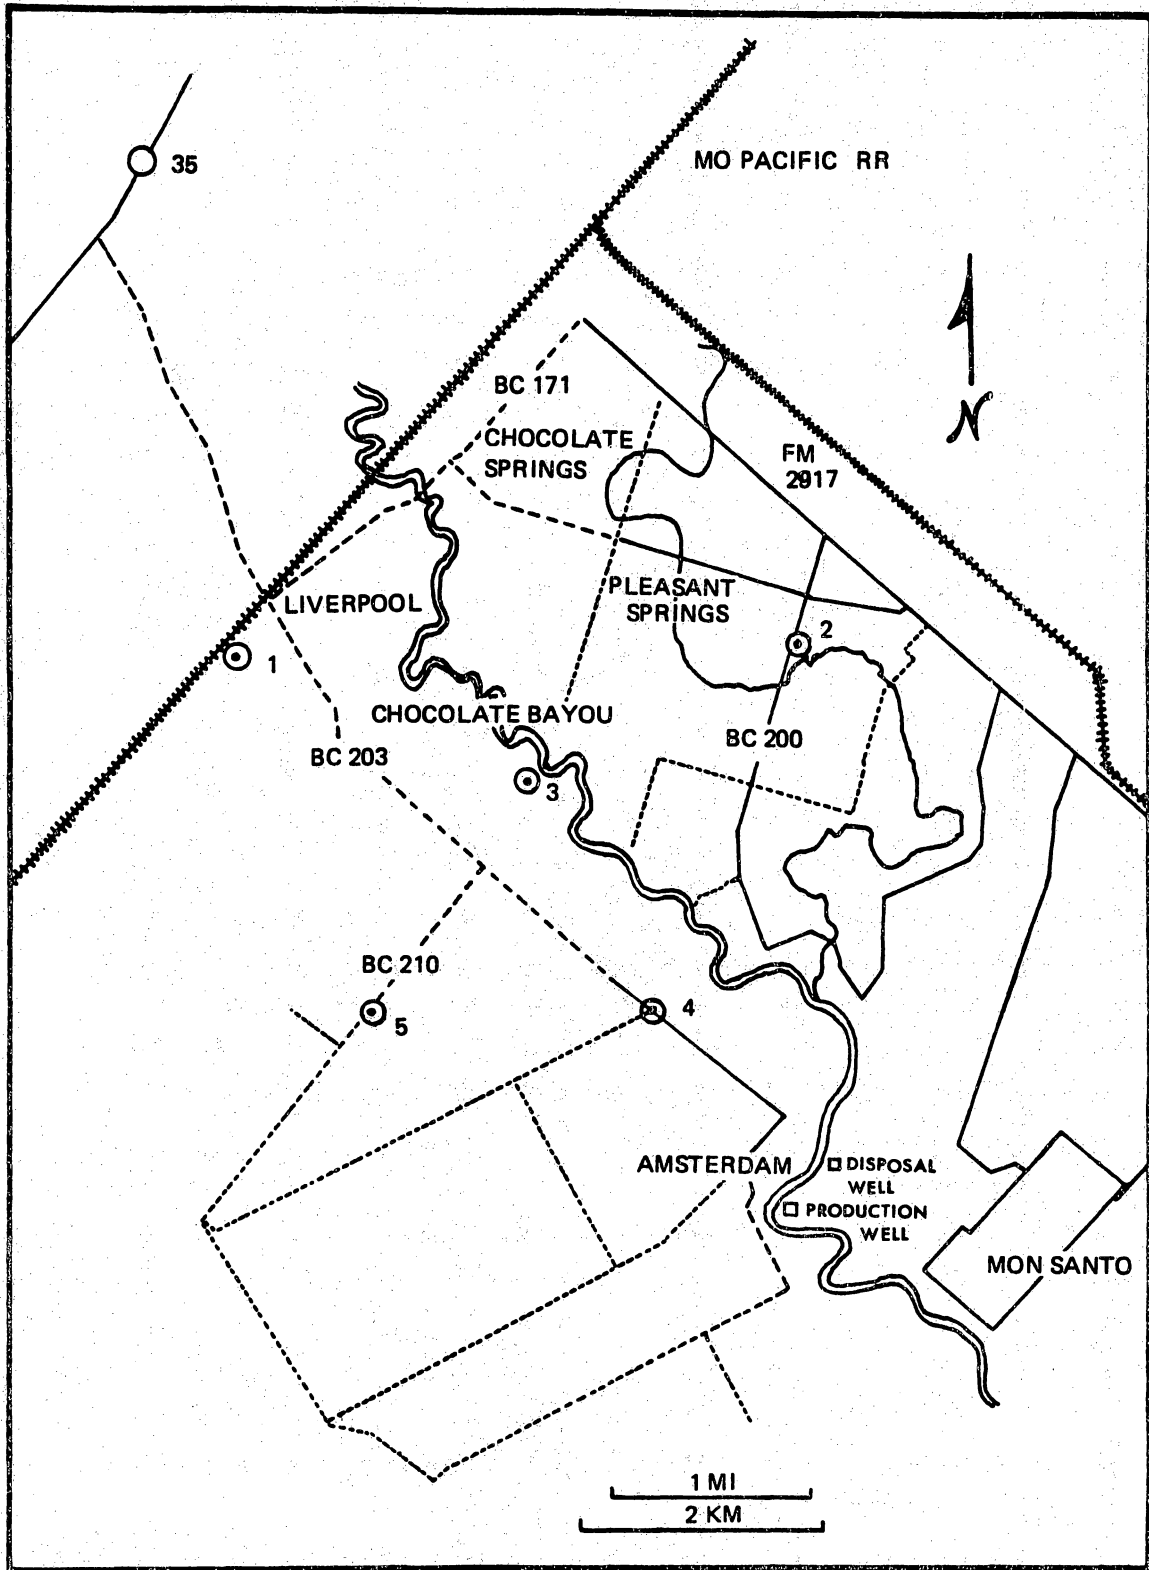 35
MO PACIFIC RR
N
BC 171
CHOCOLATE
SPRINGS
FM
2917
LIVERPOOL
PLEASANT
SPRINGS
1
2
CHOCOLATE BAYOU
BC 203
BC 200
3
BC 210
5
4
AMSTERDAM
DISPOSAL
WELL
PRODUCTION
WELL
MON SANTO
1 MI
2 KM